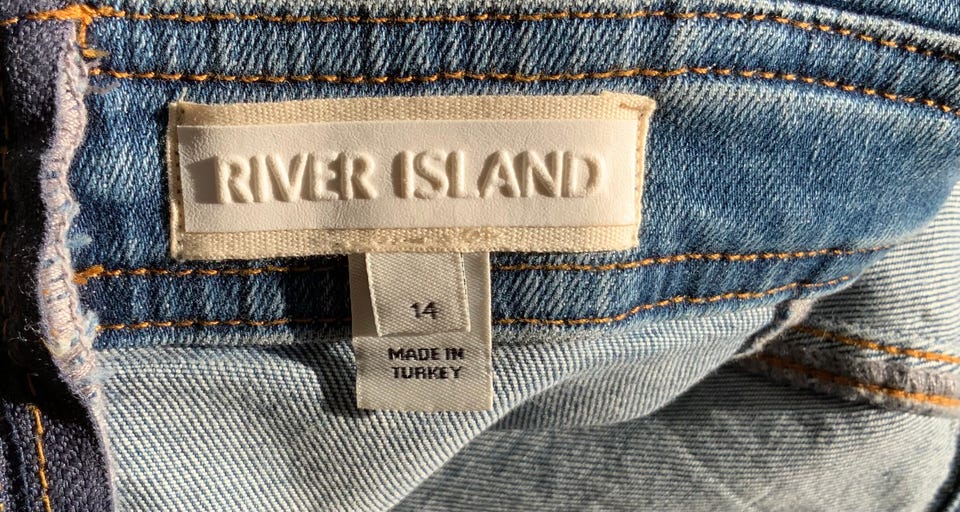 RIVER ISLAND
14
MADE IN
TURKEY